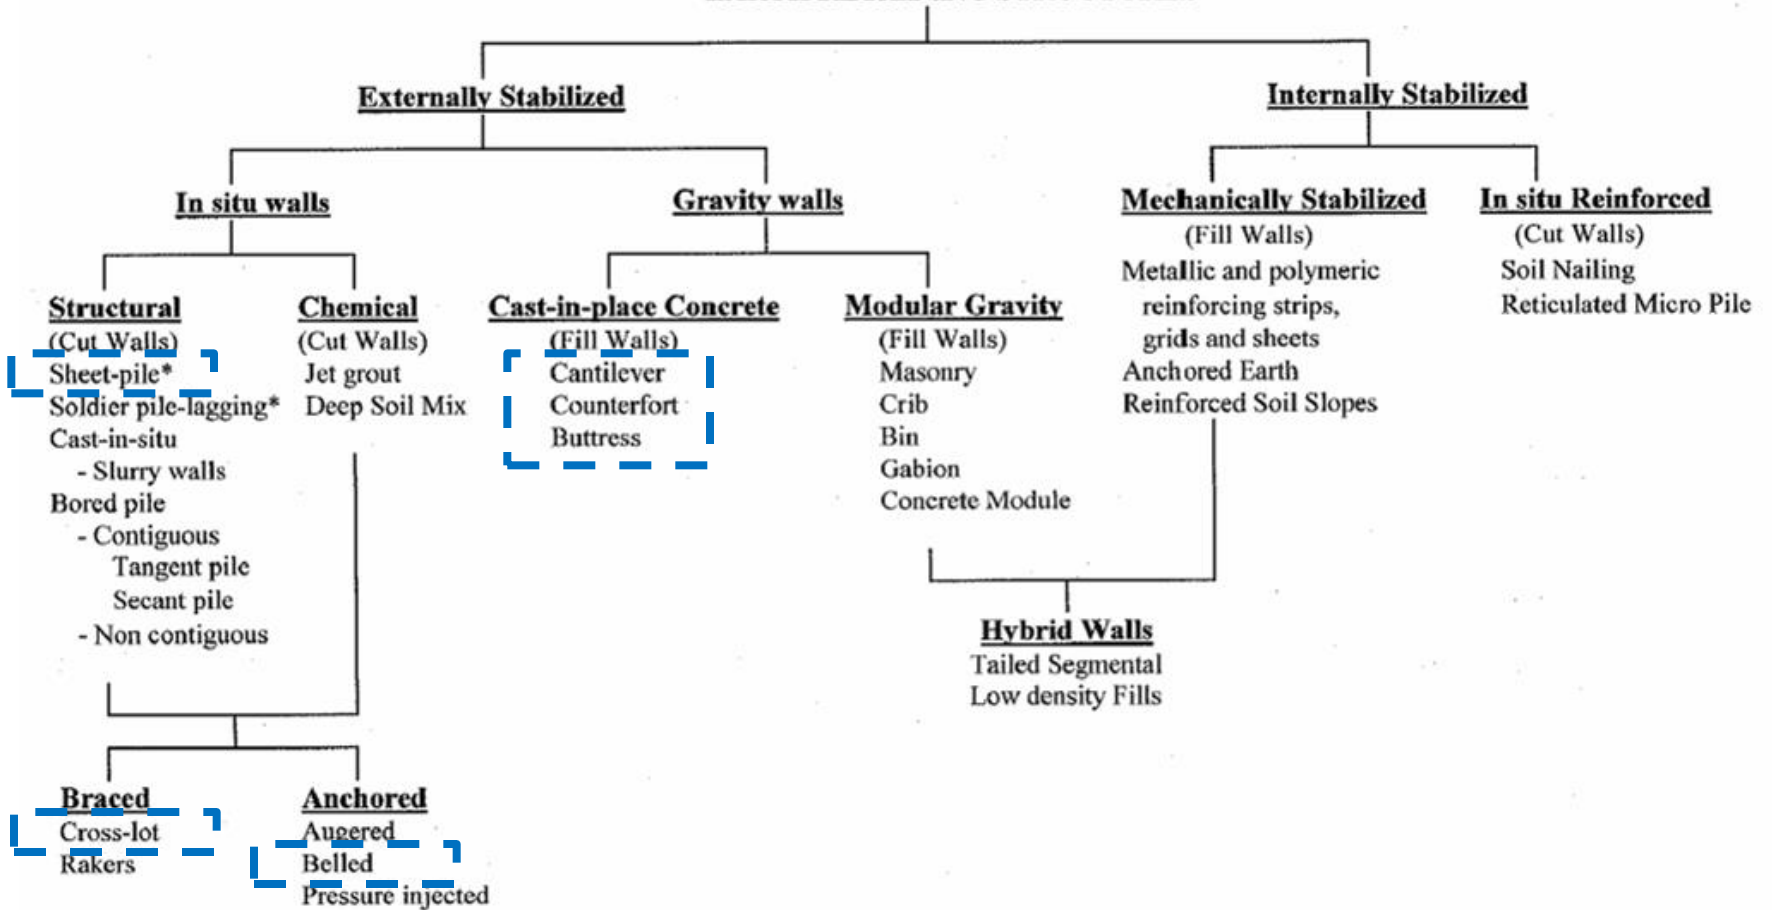 Externally Stabilized
Internally Stabilized
In situ walls
Gravity walls
Mechanically Stabilized
(Fill Walls)
Metallic and polymeric
reinforcing strips,
grids and sheets
Anchored Earth
Reinforced Soil Slopes
In situ Reinforced
(Cut Walls)
Soil Nailing
Reticulated Micro Pile
Structural
(Cut Walls)
Sheet-pile*
Soldier pile-lagging*
Cast-in-situ
- Slurry walls
Bored pile
- Contiguous
Tangent pile
Secant pile
- Non contiguous
Chemical
(Cut Walls)
Jet grout
Deep Soil Mix
Cast-in-place Concrete
(Fill Walls)
Cantilever
Counterfort
Buttress
Modular Gravity
(Fill Walls)
Masonry
Crib
Bin
Gabion
Concrete Module
Hybrid Walls
Tailed Segmental
Low density Fills
Braced
Cross-lot
Rakers
Anchored
Augered
Belled
Pressure injected